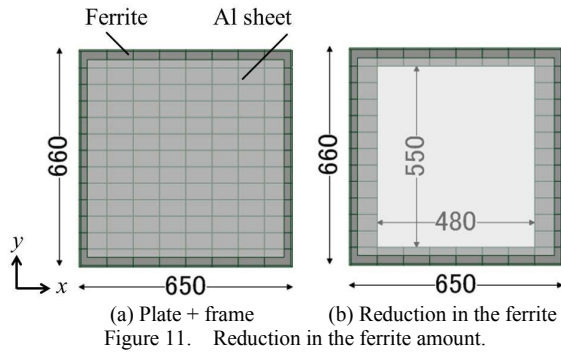 Ferrite
Al sheet
660
650
y
x
660
550
480
650
(a) Plate + frame
(b) Reduction in the ferrite
Figure 11. Reduction in the ferrite amount.